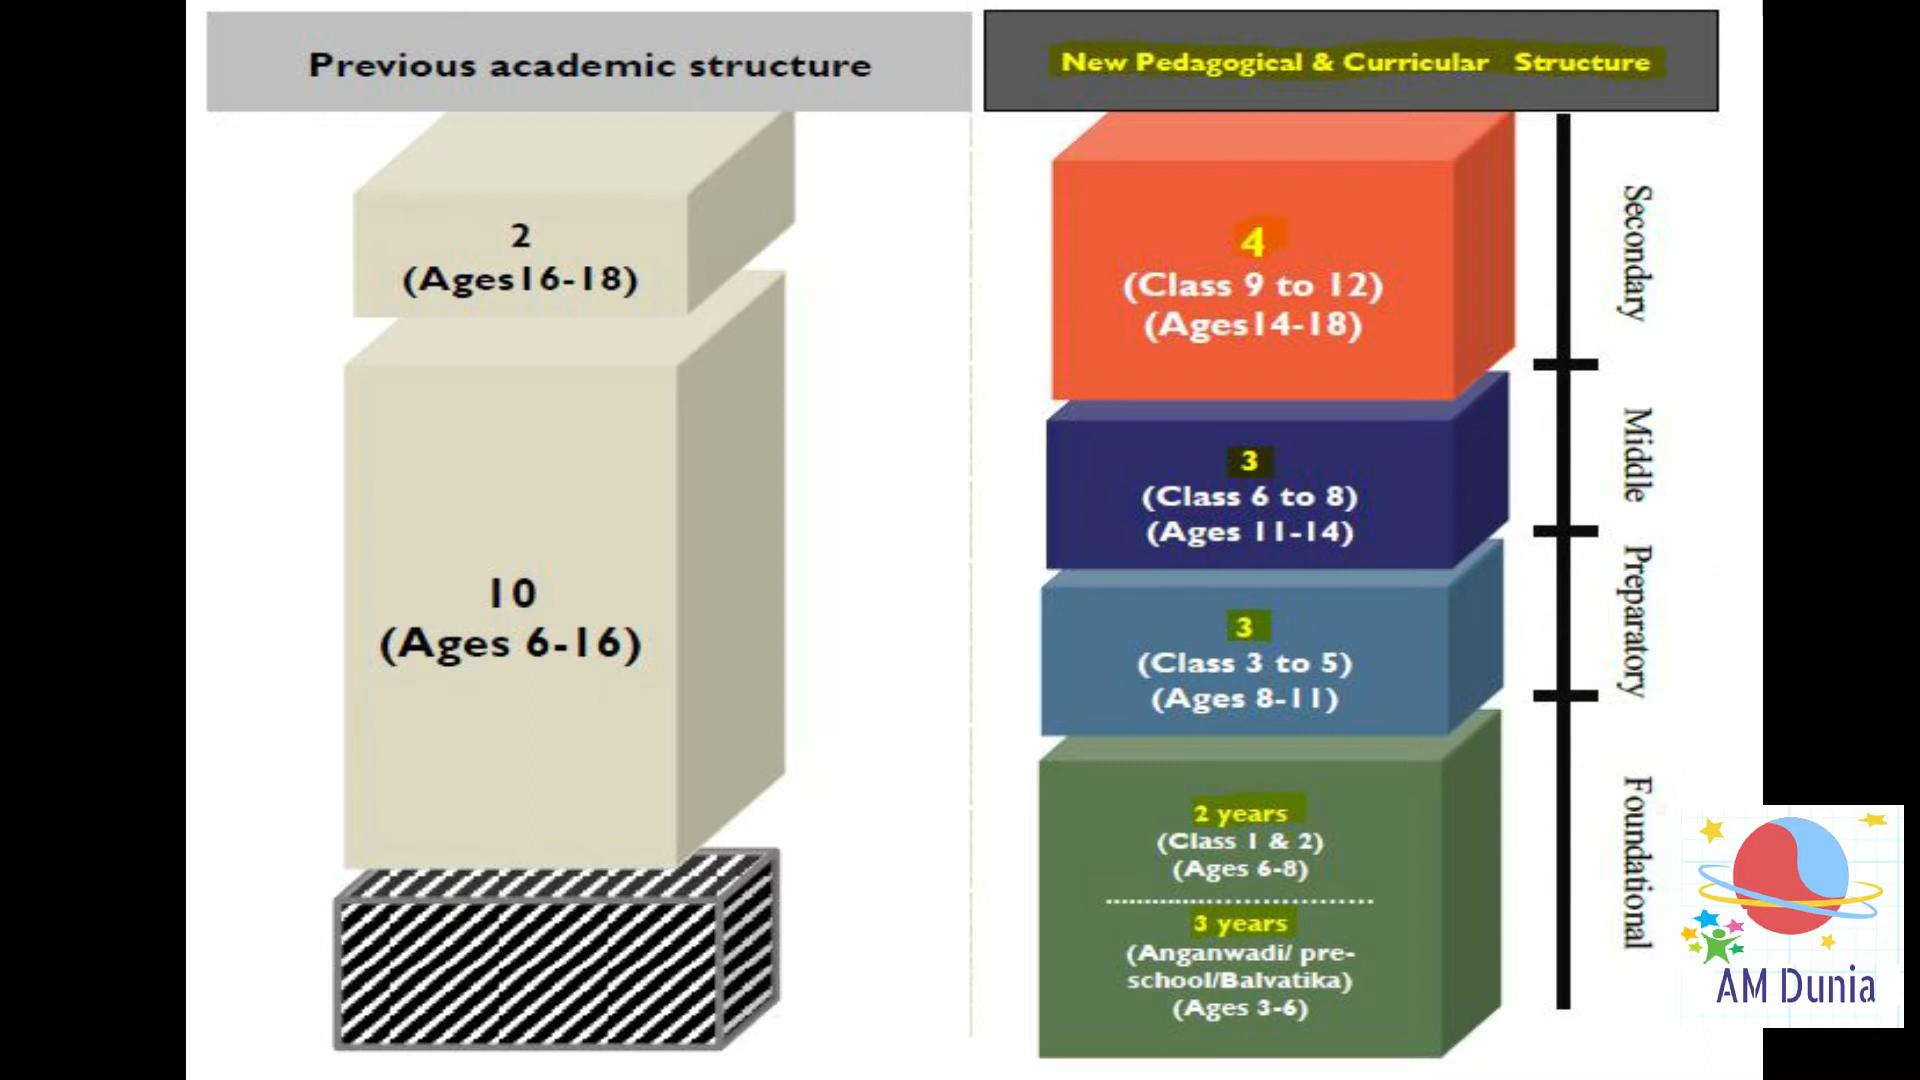 Previous academic structure
New Pedagogical & Curricular Structure
2
(Ages16-18)
10
(Ages 6-16)
4
(Class 9 to 12)
(Ages14-18)
3
(Class 6 to 8)
(Ages 11-14)
3
(Class 3 to 5)
(Ages 8-11)
2 years
(Class 1 & 2)
(Ages 6-8)
3 years
(Anganwadi/ pre-
school/Balvatika)
(Ages 3-6)
Secondary
Middle
Preparatory
Foundational
AM Dunia